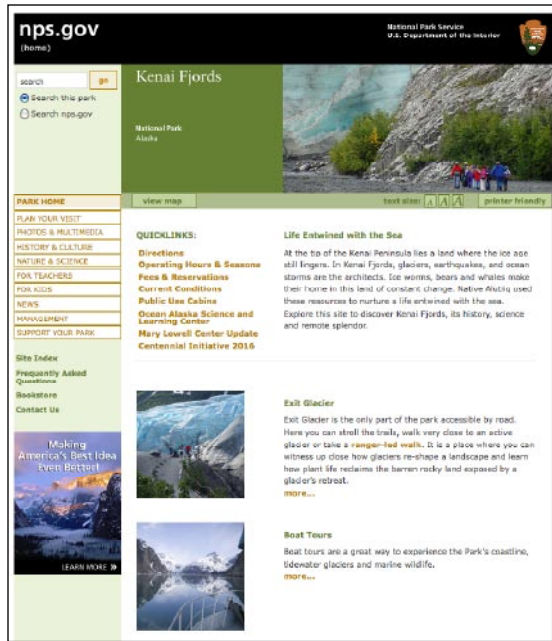 nps.gov
(home)
National Park Service
U.S. Department of the Interior
search
go
Search this park
Search nps.gov
Kenai Fjords
National Park
Alaska
PARK HOME
view map
text size: A A A
printer friendly
PLAN YOUR VISIT
PHOTOS & MULTIMEDIA
HISTORY & CULTURE
NATURE & SCIENCE
FOR TEACHERS
FOR KIDS
NEWS
MANAGEMENT
SUPPORT YOUR PARK
Site Index
Frequently Asked
Questions
Bookstore
Contact Us
Making
America's Best Idea
Even Better!
LEARN MORE »
QUICKLINKS:
Directions
Operating Hours & Seasons
Fees & Reservations
Current Conditions
Public Use Cabins
Ocean Alaska Science and
Learning Center
Mary Lowell Center Update
Centennial Initiative 2016
Life Entwined with the Sea
At the tip of the Kenai Peninsula lies a land where the ice age
still lingers. In Kenai Fjords, glaciers, earthquakes, and ocean
storms are the architects. Ice worms, bears and whales make
their home in this land of constant change. Native Alutiiq used
these resources to nurture a life entwined with the sea.
Explore this site to discover Kenai Fjords, its history, science
and remote splendor.
Exit Glacier
Exit Glacier is the only part of the park accessible by road.
Here you can stroll the trails, walk very close to an active
glacier or take a ranger-led walk. It is a place where you can
witness up close how glaciers re-shape a landscape and learn
how plant life reclaims the barren rocky land exposed by a
glacier's retreat.
more...
Boat Tours
Boat tours are a great way to experience the Park's coastline,
tidewater glaciers and marine wildlife.
more...